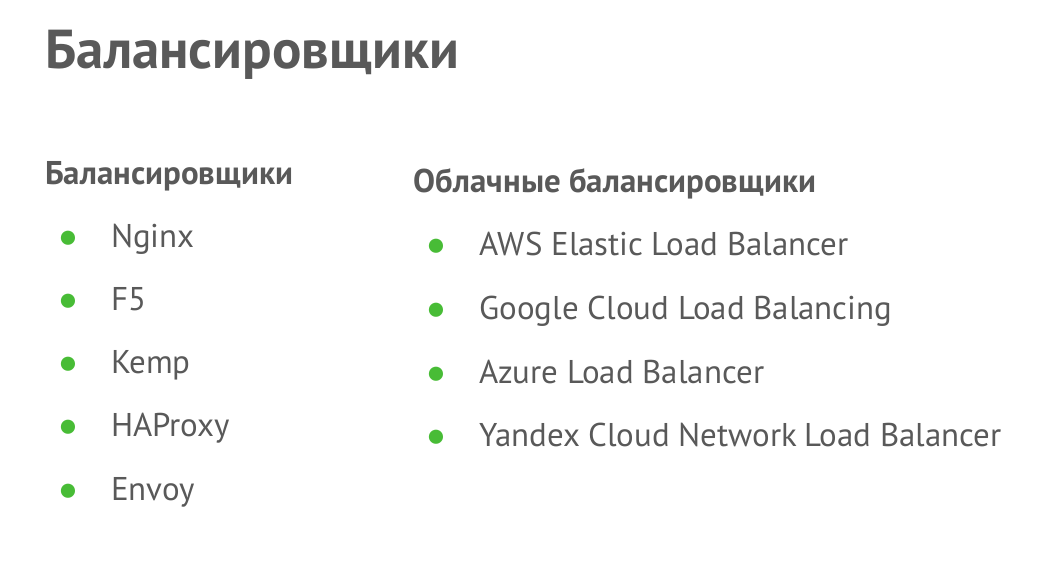 Балансировщики
Балансировщики
Nginx
F5
Kemp
HAProxy
Envoy
Облачные балансировщики
AWS Elastic Load Balancer
Google Cloud Load Balancing
Azure Load Balancer
Yandex Cloud Network Load Balancer